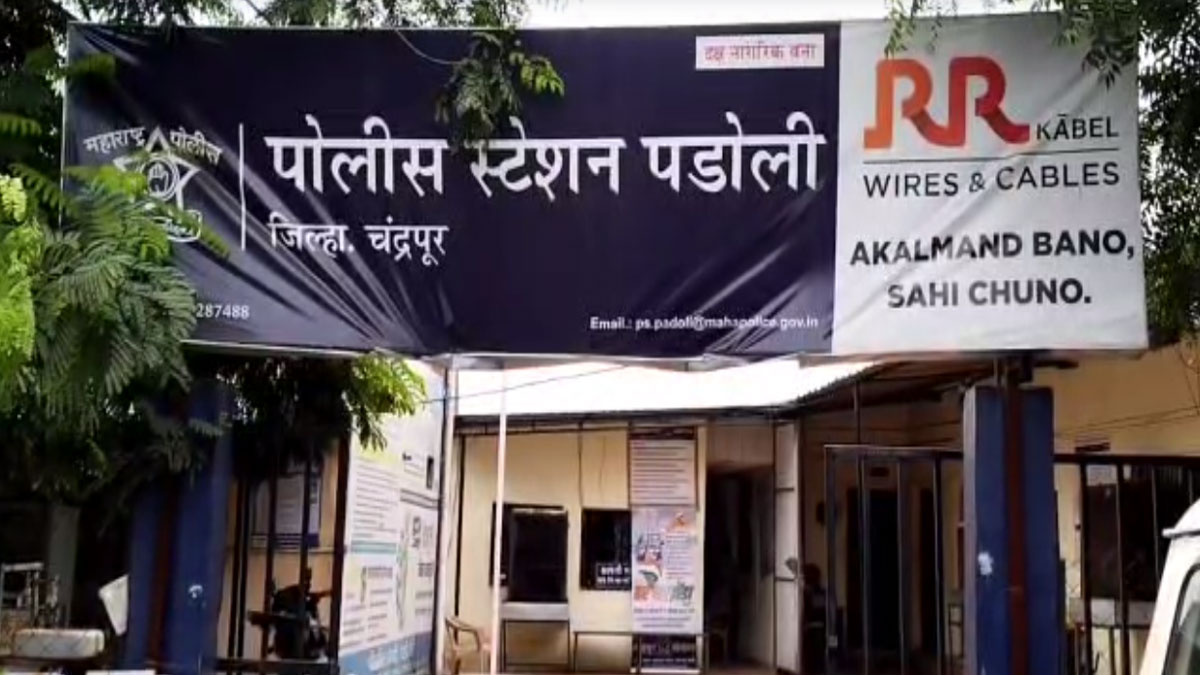 दक्ष नागरिक बना
महाराष्ट्र पोलीस
पोलीस स्टेशन पडोली
जिल्हा. चंद्रपूर
287488
Email.: ps.padoli@mahapolice.gov.in
RR KĀBEL
WIRES & CABLES
AKALMAND BANO,
SAHI CHUNO.